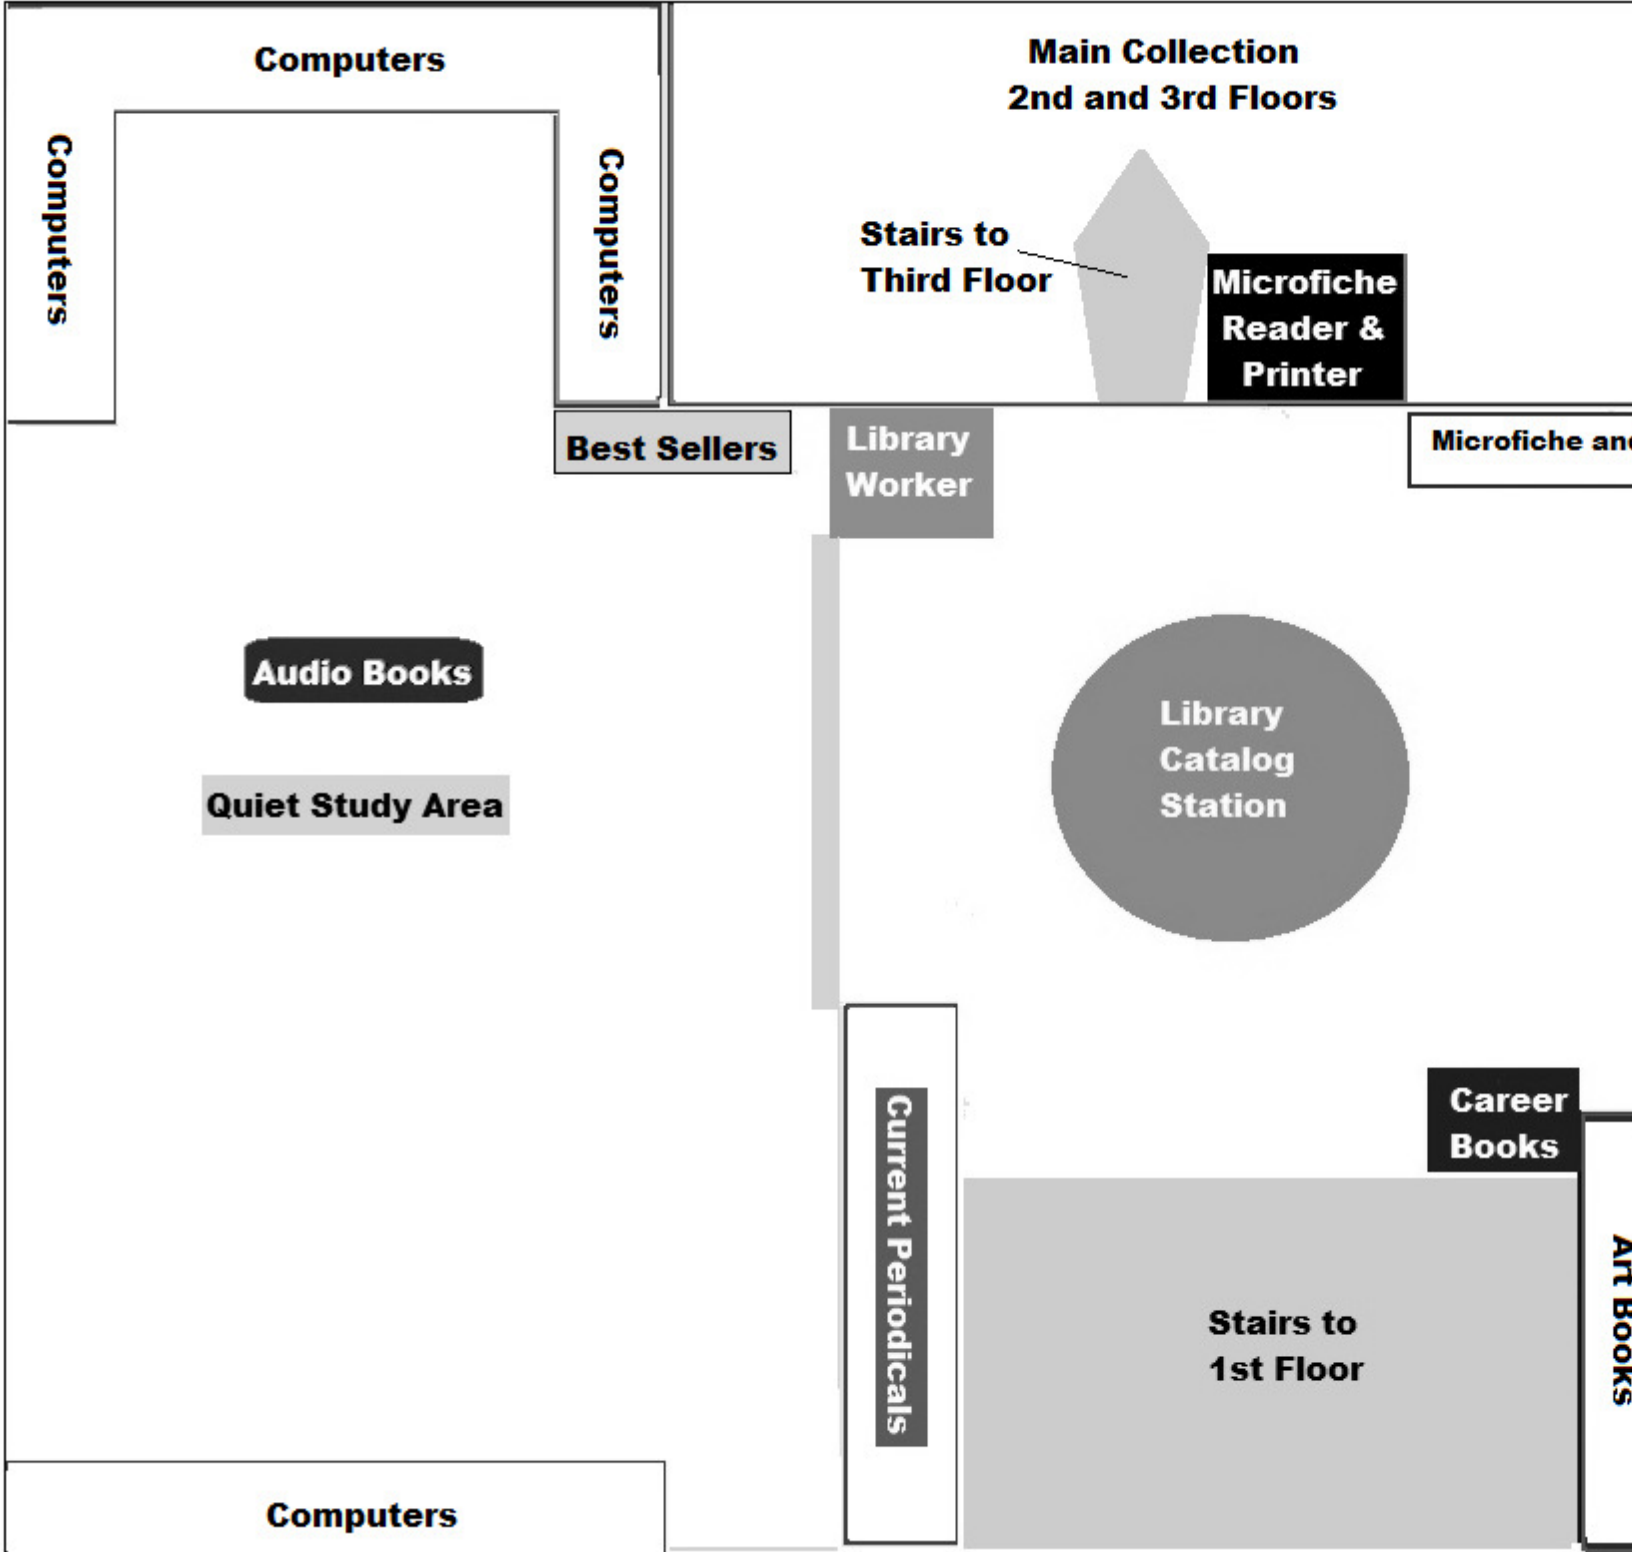 Computers
Main Collection
2nd and 3rd Floors
Computers
Computers
Stairs to
Third Floor
Microfiche
Reader &
Printer
Best Sellers
Library
Worker
Microfiche and
Audio Books
Quiet Study Area
Library
Catalog
Station
Current Periodicals
Career
Books
Art Books
Stairs to
1st Floor
Computers